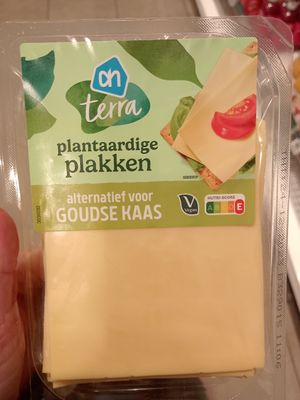 ah
terra
plantaardige
plakken
alternatief voor
GOUDSE KAAS
Vegan
NUTRI-SCORE
E